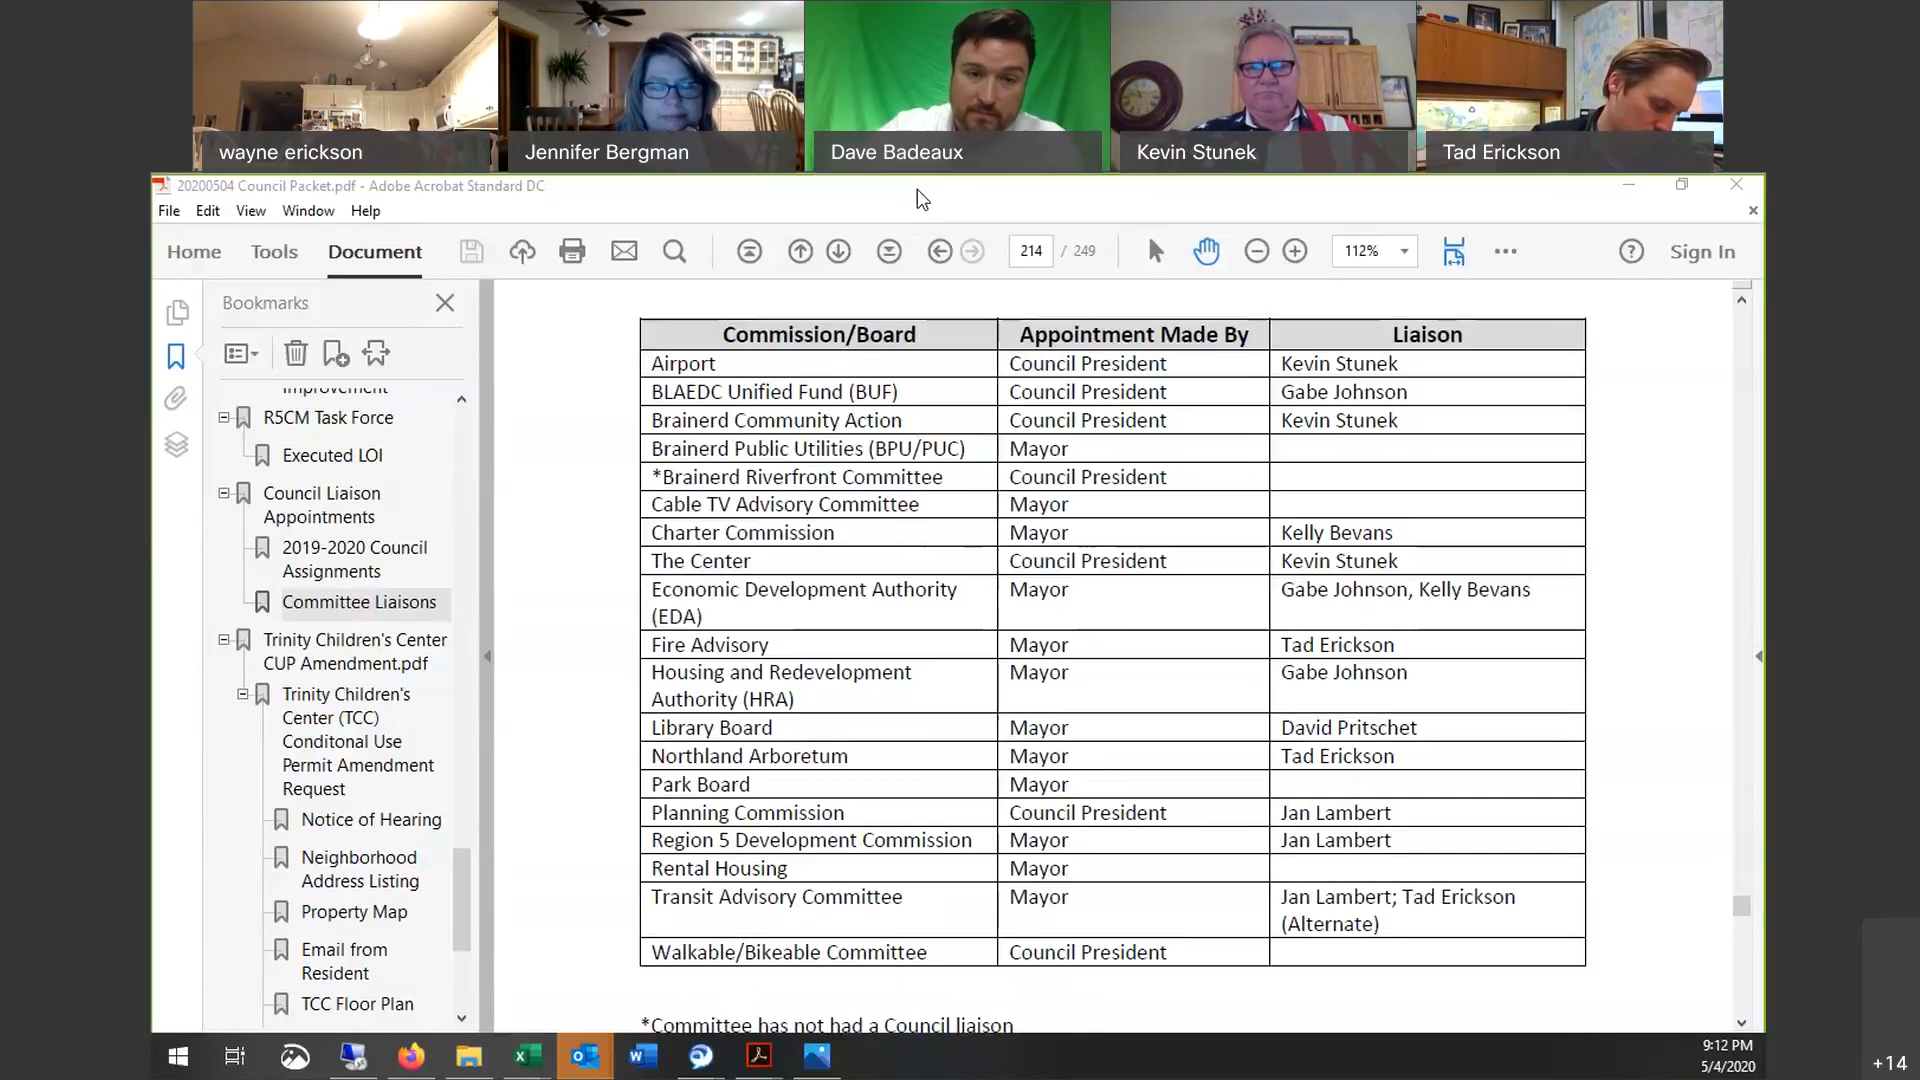 wayne erickson
Jennifer Bergman
Dave Badeaux
Kevin Stunek
Tad Erickson
20200504 Council Packet.pdf - Adobe Acrobat Standard DC
File Edit View Window Help
Home Tools Document 214 / 249 112% Sign In
Bookmarks
Improvement
R5CM Task Force
Executed LOI
Council Liaison
Appointments
2019-2020 Council
Assignments
Committee Liaisons
Trinity Children's Center
CUP Amendment.pdf
Trinity Children's
Center (TCC)
Conditonal Use
Permit Amendment
Request
Notice of Hearing
Neighborhood
Address Listing
Property Map
Email from
Resident
TCC Floor Plan
Commission/Board Appointment Made By Liaison
Airport Council President Kevin Stunek
BLAEDC Unified Fund (BUF) Council President Gabe Johnson
Brainerd Community Action Council President Kevin Stunek
Brainerd Public Utilities (BPU/PUC) Mayor
*Brainerd Riverfront Committee Council President
Cable TV Advisory Committee Mayor
Charter Commission Mayor Kelly Bevans
The Center Council President Kevin Stunek
Economic Development Authority Mayor Gabe Johnson, Kelly Bevans
(EDA)
Fire Advisory Mayor Tad Erickson
Housing and Redevelopment Mayor Gabe Johnson
Authority (HRA)
Library Board Mayor David Pritschet
Northland Arboretum Mayor Tad Erickson
Park Board Mayor
Planning Commission Council President Jan Lambert
Region 5 Development Commission Mayor Jan Lambert
Rental Housing Mayor
Transit Advisory Committee Mayor Jan Lambert; Tad Erickson
(Alternate)
Walkable/Bikeable Committee Council President
*Committee has not had a Council liaison
9:12 PM
5/4/2020
+14